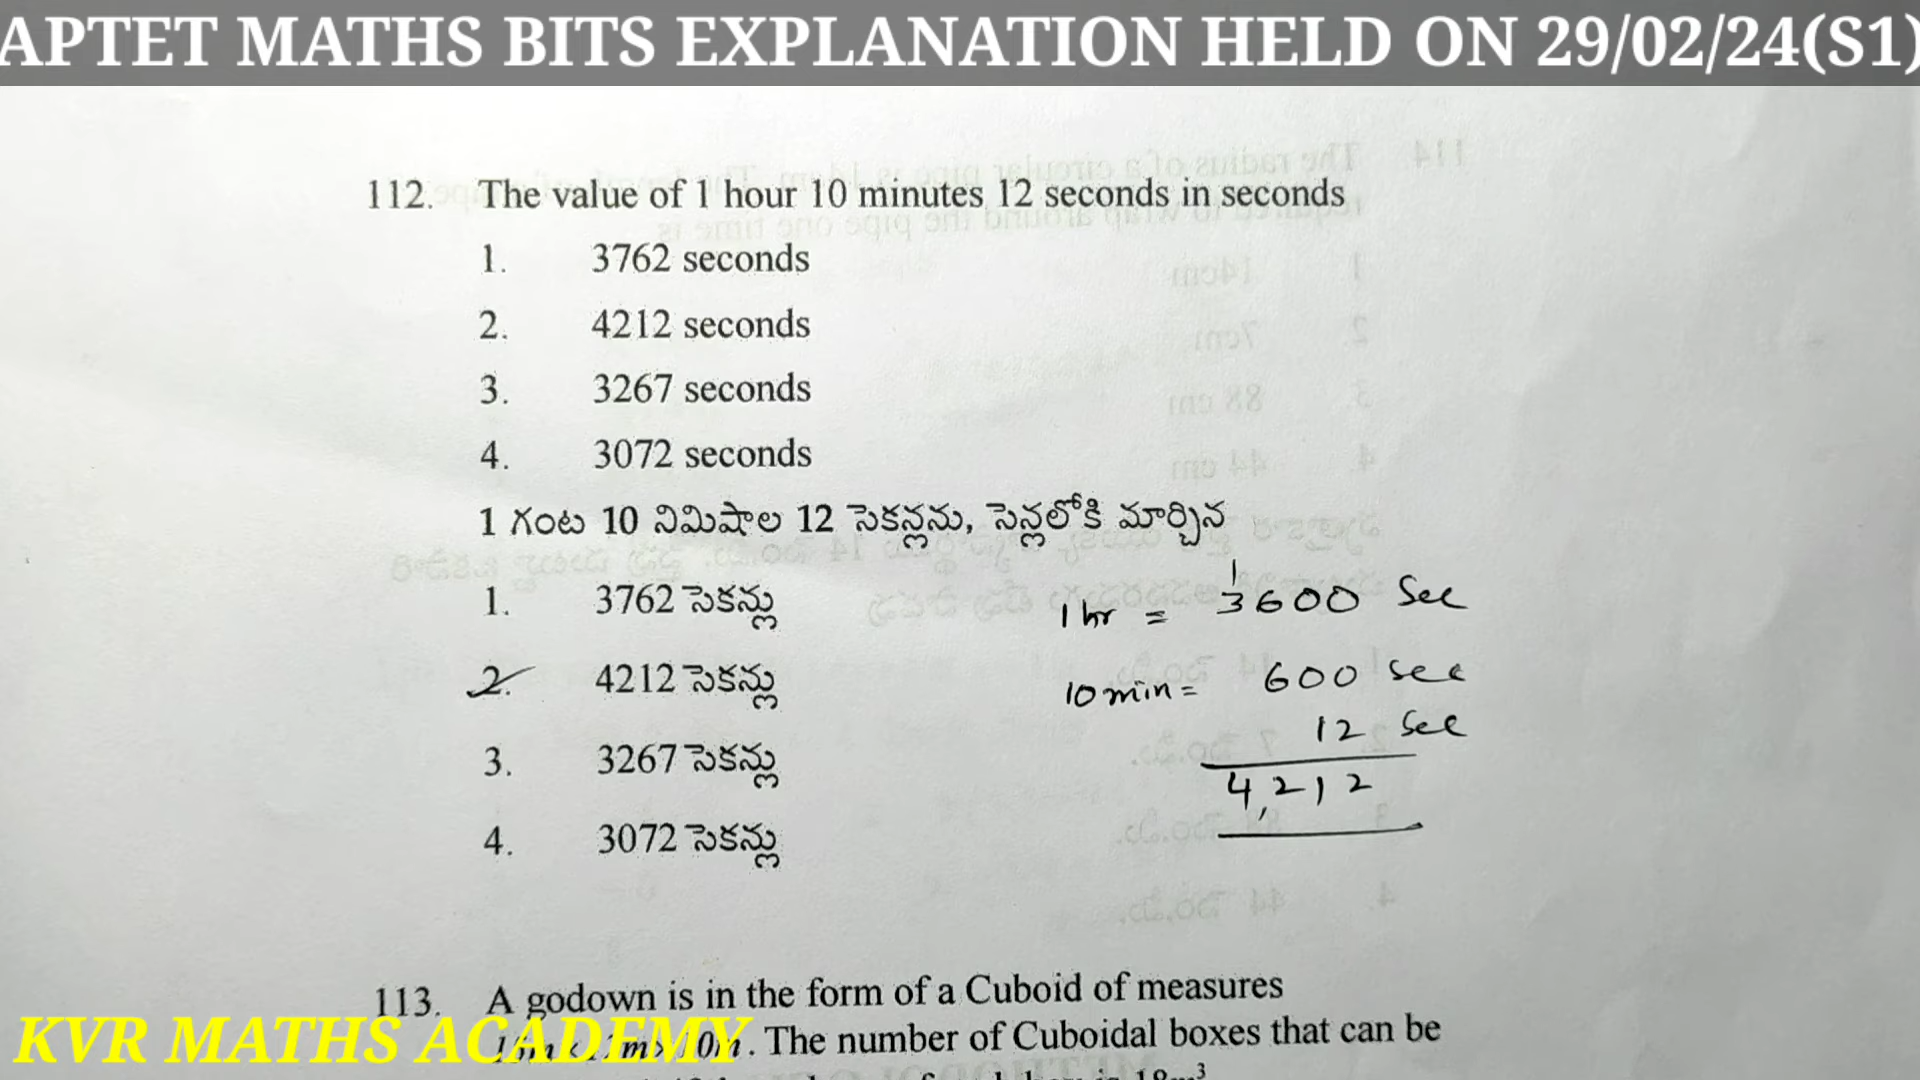 APTET MATHS BITS EXPLANATION HELD ON 29/02/24(S1)
112. The value of 1 hour 10 minutes 12 seconds in seconds
1. 3762 seconds
2. 4212 seconds
3. 3267 seconds
4. 3072 seconds
1 గంట 10 నిమిషాల 12 సెకన్లను, సెన్లలోకి మార్చిన
1. 3762 సెకన్లు
2. 4212 సెకన్లు
3. 3267 సెకన్లు
4. 3072 సెకన్లు
1
1 hr = 3600 Sec
10 min = 600 sec
12 Sec
4,212
113. A godown is in the form of a Cuboid of measures
10m. The number of Cuboidal boxes that can be
KVR MATHS ACADEMY